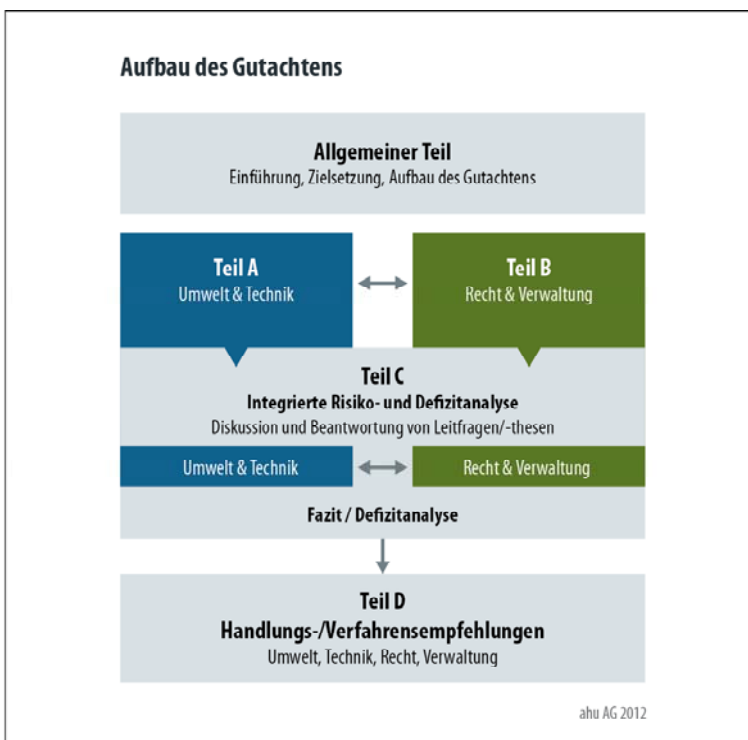 Aufbau des Gutachtens
Allgemeiner Teil
Einführung, Zielsetzung, Aufbau des Gutachtens
Teil A
Umwelt & Technik
Teil B
Recht & Verwaltung
Teil C
Integrierte Risiko- und Defizitanalyse
Diskussion und Beantwortung von Leitfragen/-thesen
Umwelt & Technik
Recht & Verwaltung
Fazit / Defizitanalyse
Teil D
Handlungs-/Verfahrensempfehlungen
Umwelt, Technik, Recht, Verwaltung
ahu AG 2012